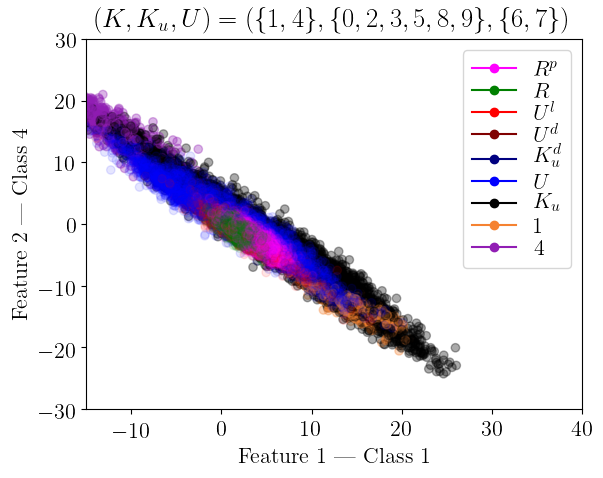 (K, K_u, U) = ({1, 4}, {0, 2, 3, 5, 8, 9}, {6, 7})
30
20
10
0
−10
−20
−30
Feature 2 — Class 4
R^p
R
U^l
U^d
K_u^d
U
K_u
1
4
−10
0
10
20
30
40
Feature 1 — Class 1